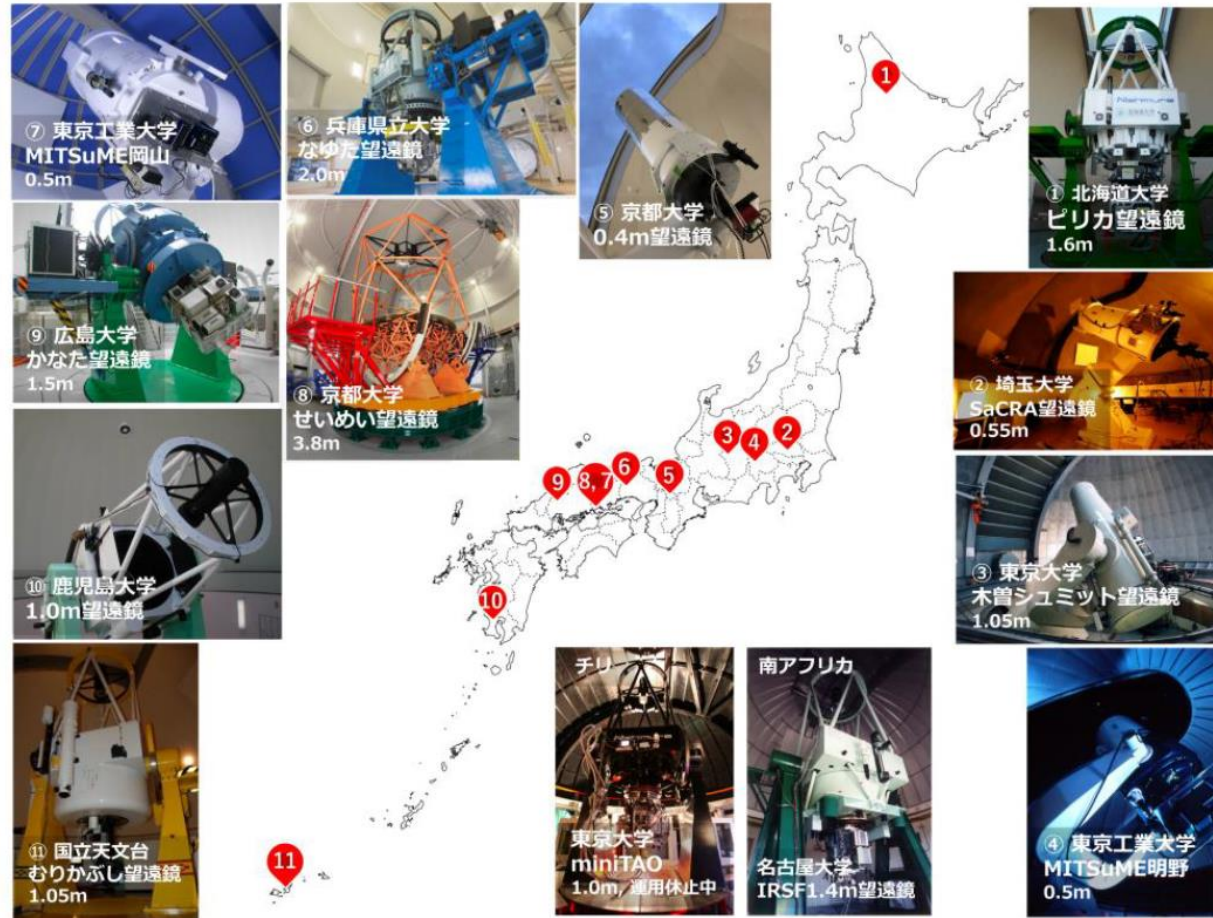 ⑦ 東京工業大学
MITSuME岡山
0.5m
⑥ 兵庫県立大学
なゆた望遠鏡
2.0m
⑤ 京都大学
0.4m望遠鏡
① 北海道大学
ピリカ望遠鏡
1.6m
⑨ 広島大学
かなた望遠鏡
1.5m
⑧ 京都大学
せいめい望遠鏡
3.8m
② 埼玉大学
SaCRA望遠鏡
0.55m
⑩ 鹿児島大学
1.0m望遠鏡
③ 東京大学
木曽シュミット望遠鏡
1.05m
⑪ 国立天文台
むりかぶし望遠鏡
1.05m
チリ
東京大学
miniTAO
1.0m, 運用休止中
南アフリカ
名古屋大学
IRSF1.4m望遠鏡
④ 東京工業大学
MITSuME明野
0.5m
1
2
3
4
5
6
8, 7
9
10
11